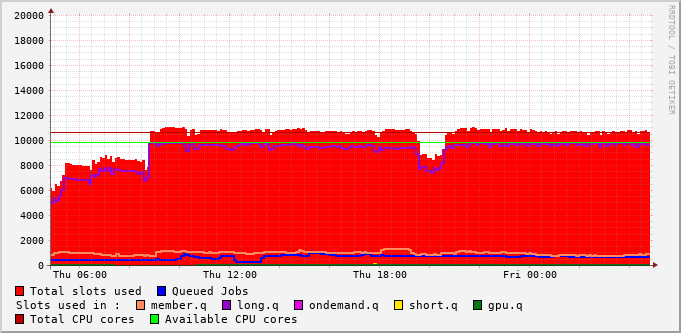 RRDTOOL / TOBI OETIKER
20000
18000
16000
14000
12000
10000
8000
6000
4000
2000
0
Thu 06:00 Thu 12:00 Thu 18:00 Fri 00:00
Total slots used Queued Jobs
Slots used in : member.q long.q ondemand.q short.q gpu.q
Total CPU cores Available CPU cores